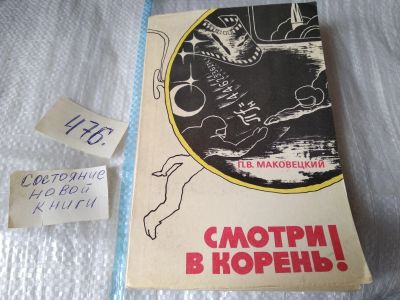 П.В. МАКОВЕЦКИЙ
СМОТРИ
В КОРЕНЬ!
476.
СОСТОЯНИЕ
НОВОЙ
КНИГИ